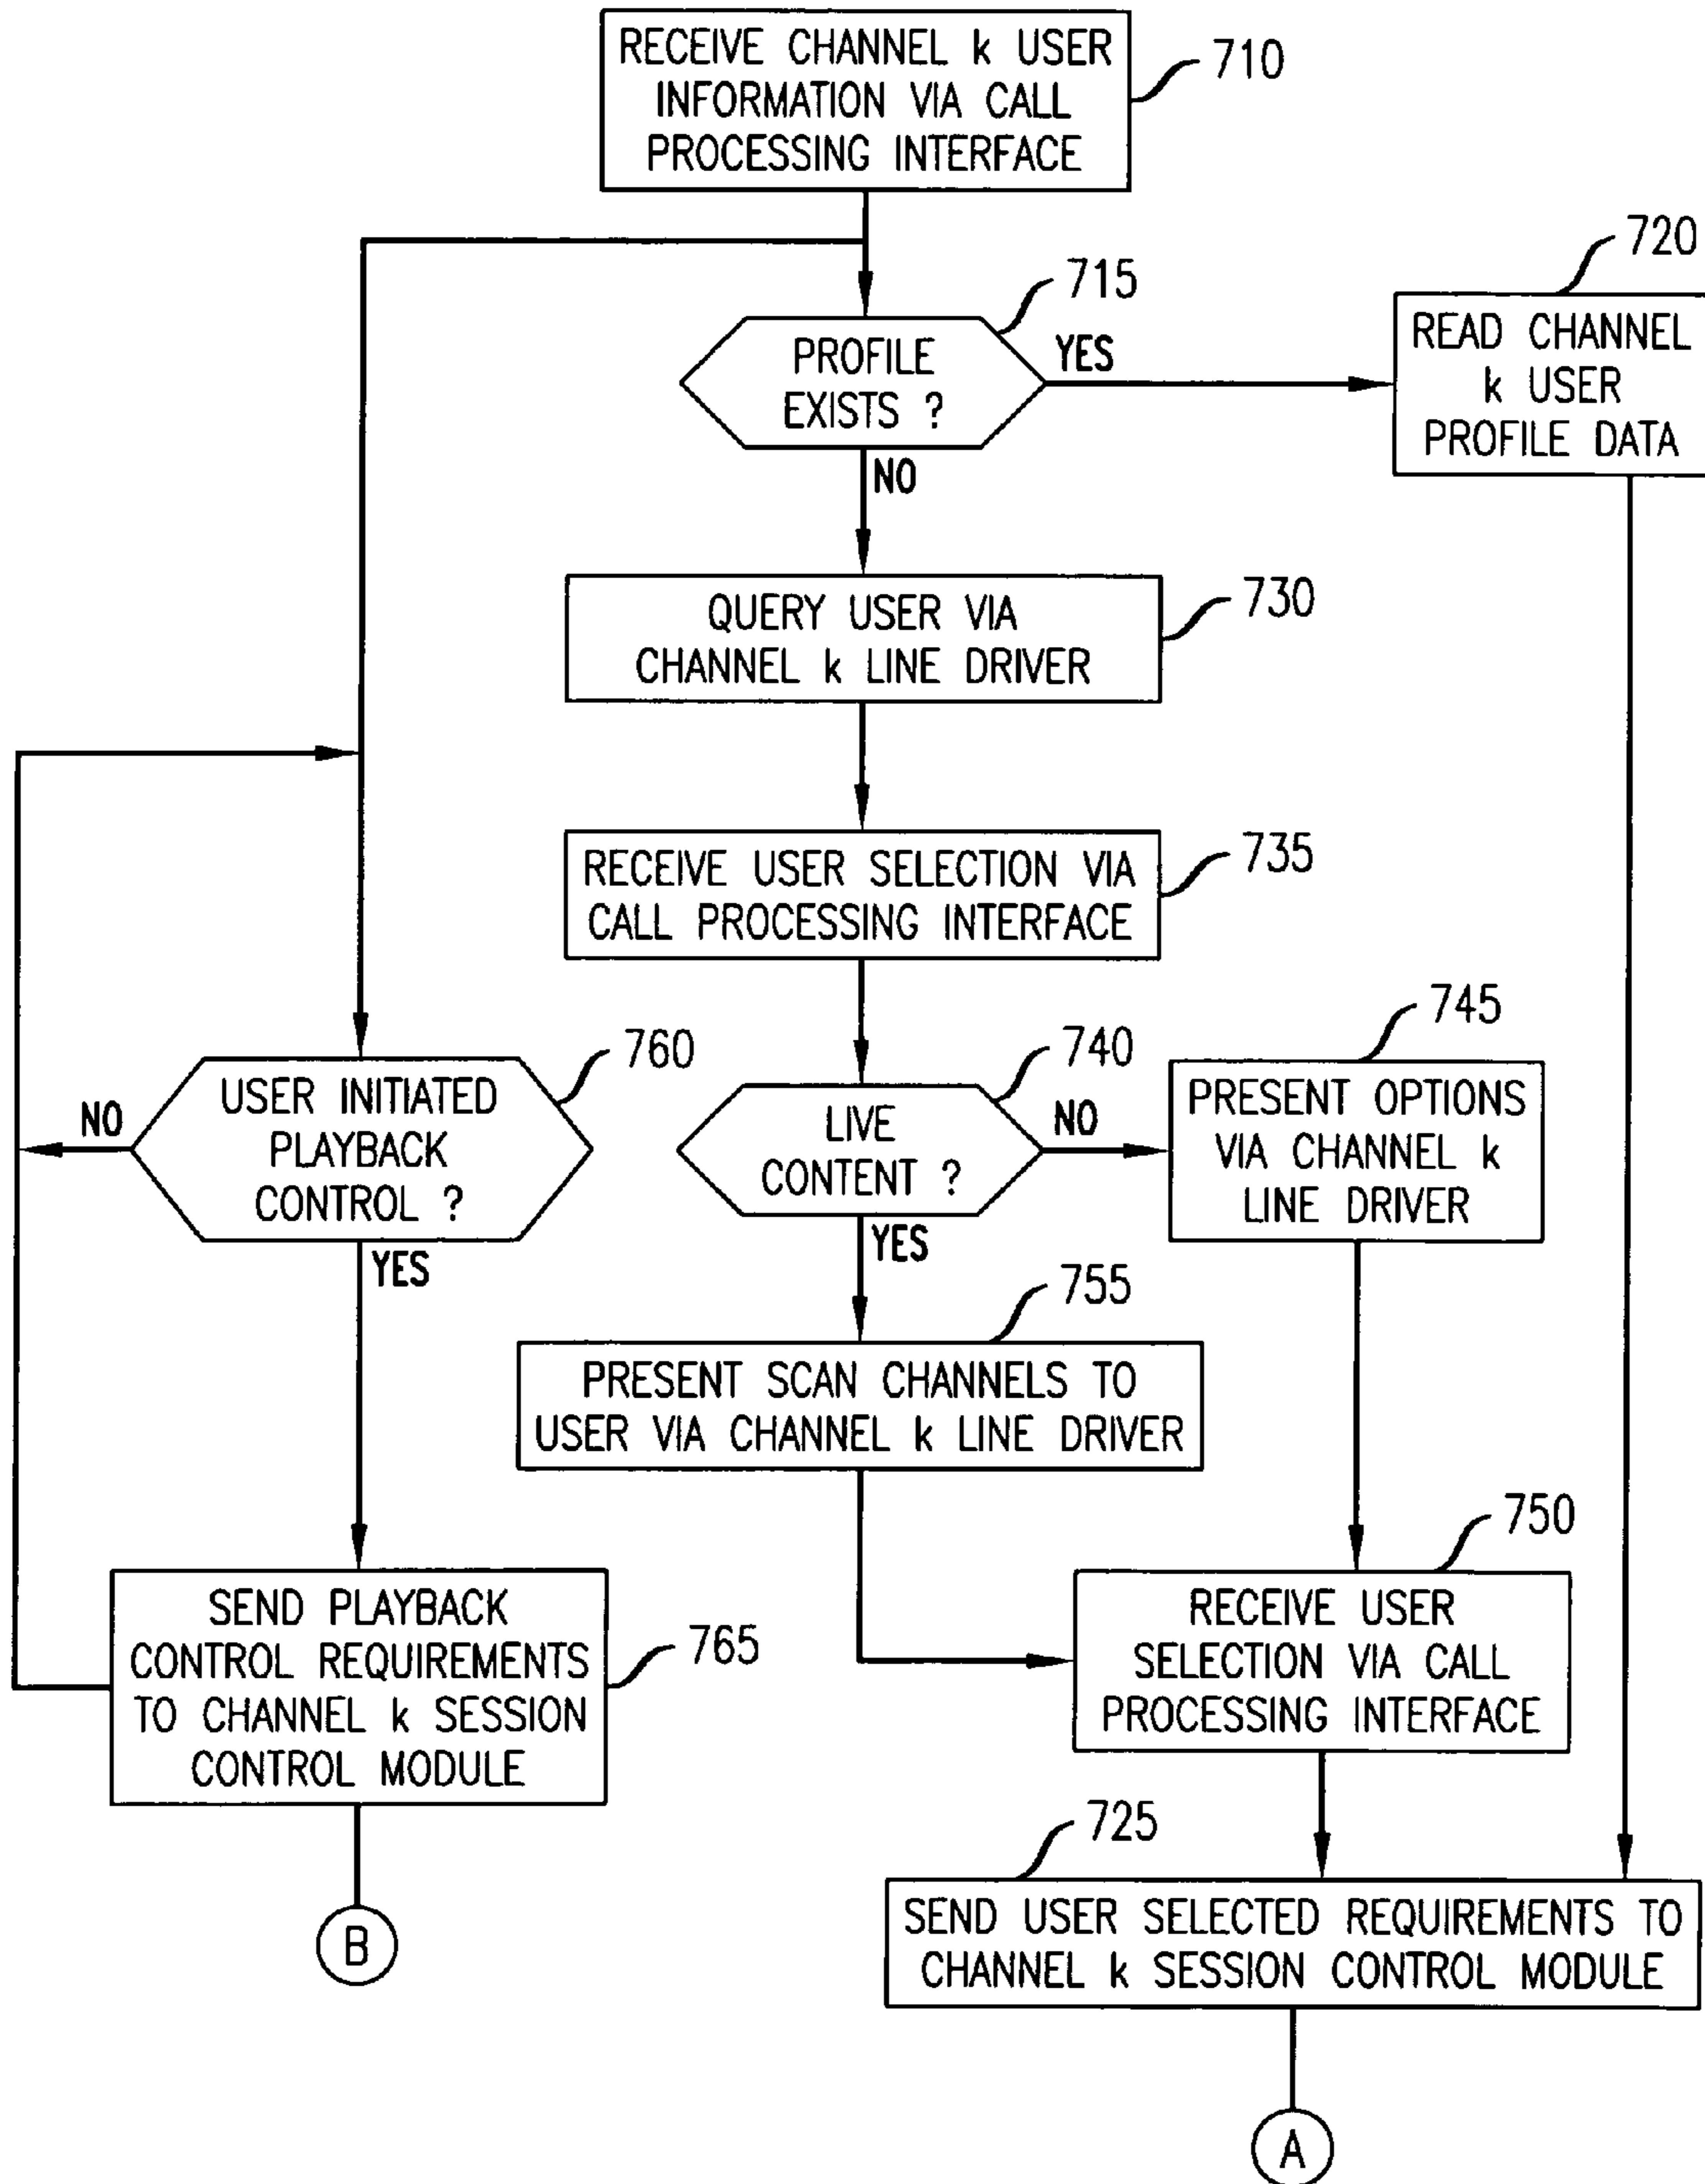 RECEIVE CHANNEL k USER
INFORMATION VIA CALL
PROCESSING INTERFACE
710
715
PROFILE
EXISTS ?
YES
NO
720
READ CHANNEL
k USER
PROFILE DATA
QUERY USER VIA
CHANNEL k LINE DRIVER
730
RECEIVE USER SELECTION VIA
CALL PROCESSING INTERFACE
735
760
USER INITIATED
PLAYBACK
CONTROL ?
NO
YES
740
LIVE
CONTENT ?
NO
YES
745
PRESENT OPTIONS
VIA CHANNEL k
LINE DRIVER
755
PRESENT SCAN CHANNELS TO
USER VIA CHANNEL k LINE DRIVER
750
RECEIVE USER
SELECTION VIA CALL
PROCESSING INTERFACE
SEND PLAYBACK
CONTROL REQUIREMENTS
TO CHANNEL k SESSION
CONTROL MODULE
765
725
SEND USER SELECTED REQUIREMENTS TO
CHANNEL k SESSION CONTROL MODULE
B
A